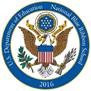 U.S. Department of Education
National Blue Ribbon School
2016